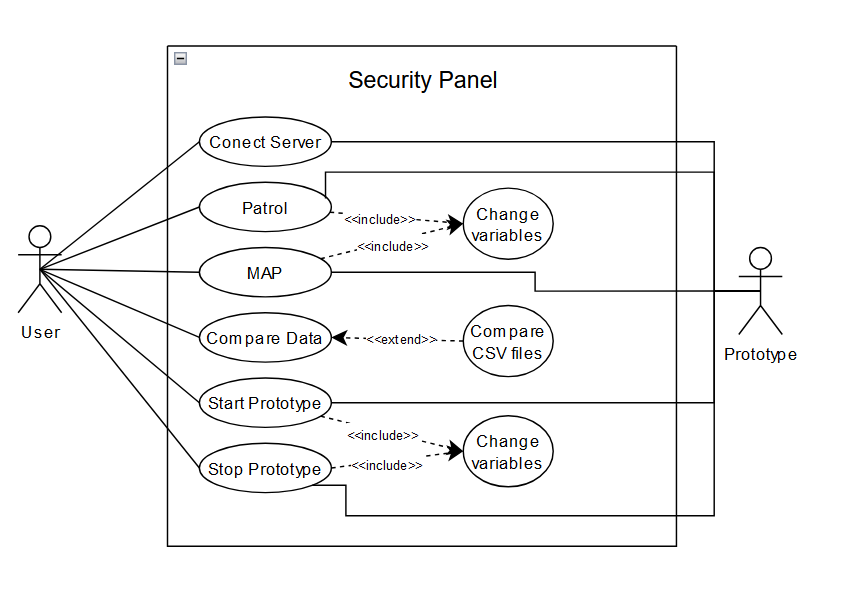 Security Panel
Conect Server
Patrol
<<include>>
Change
variables
<<include>>
MAP
User
Compare Data
<<extend>>
Compare
CSV files
Prototype
Start Prototype
<<include>>
Change
variables
Stop Prototype
<<include>>